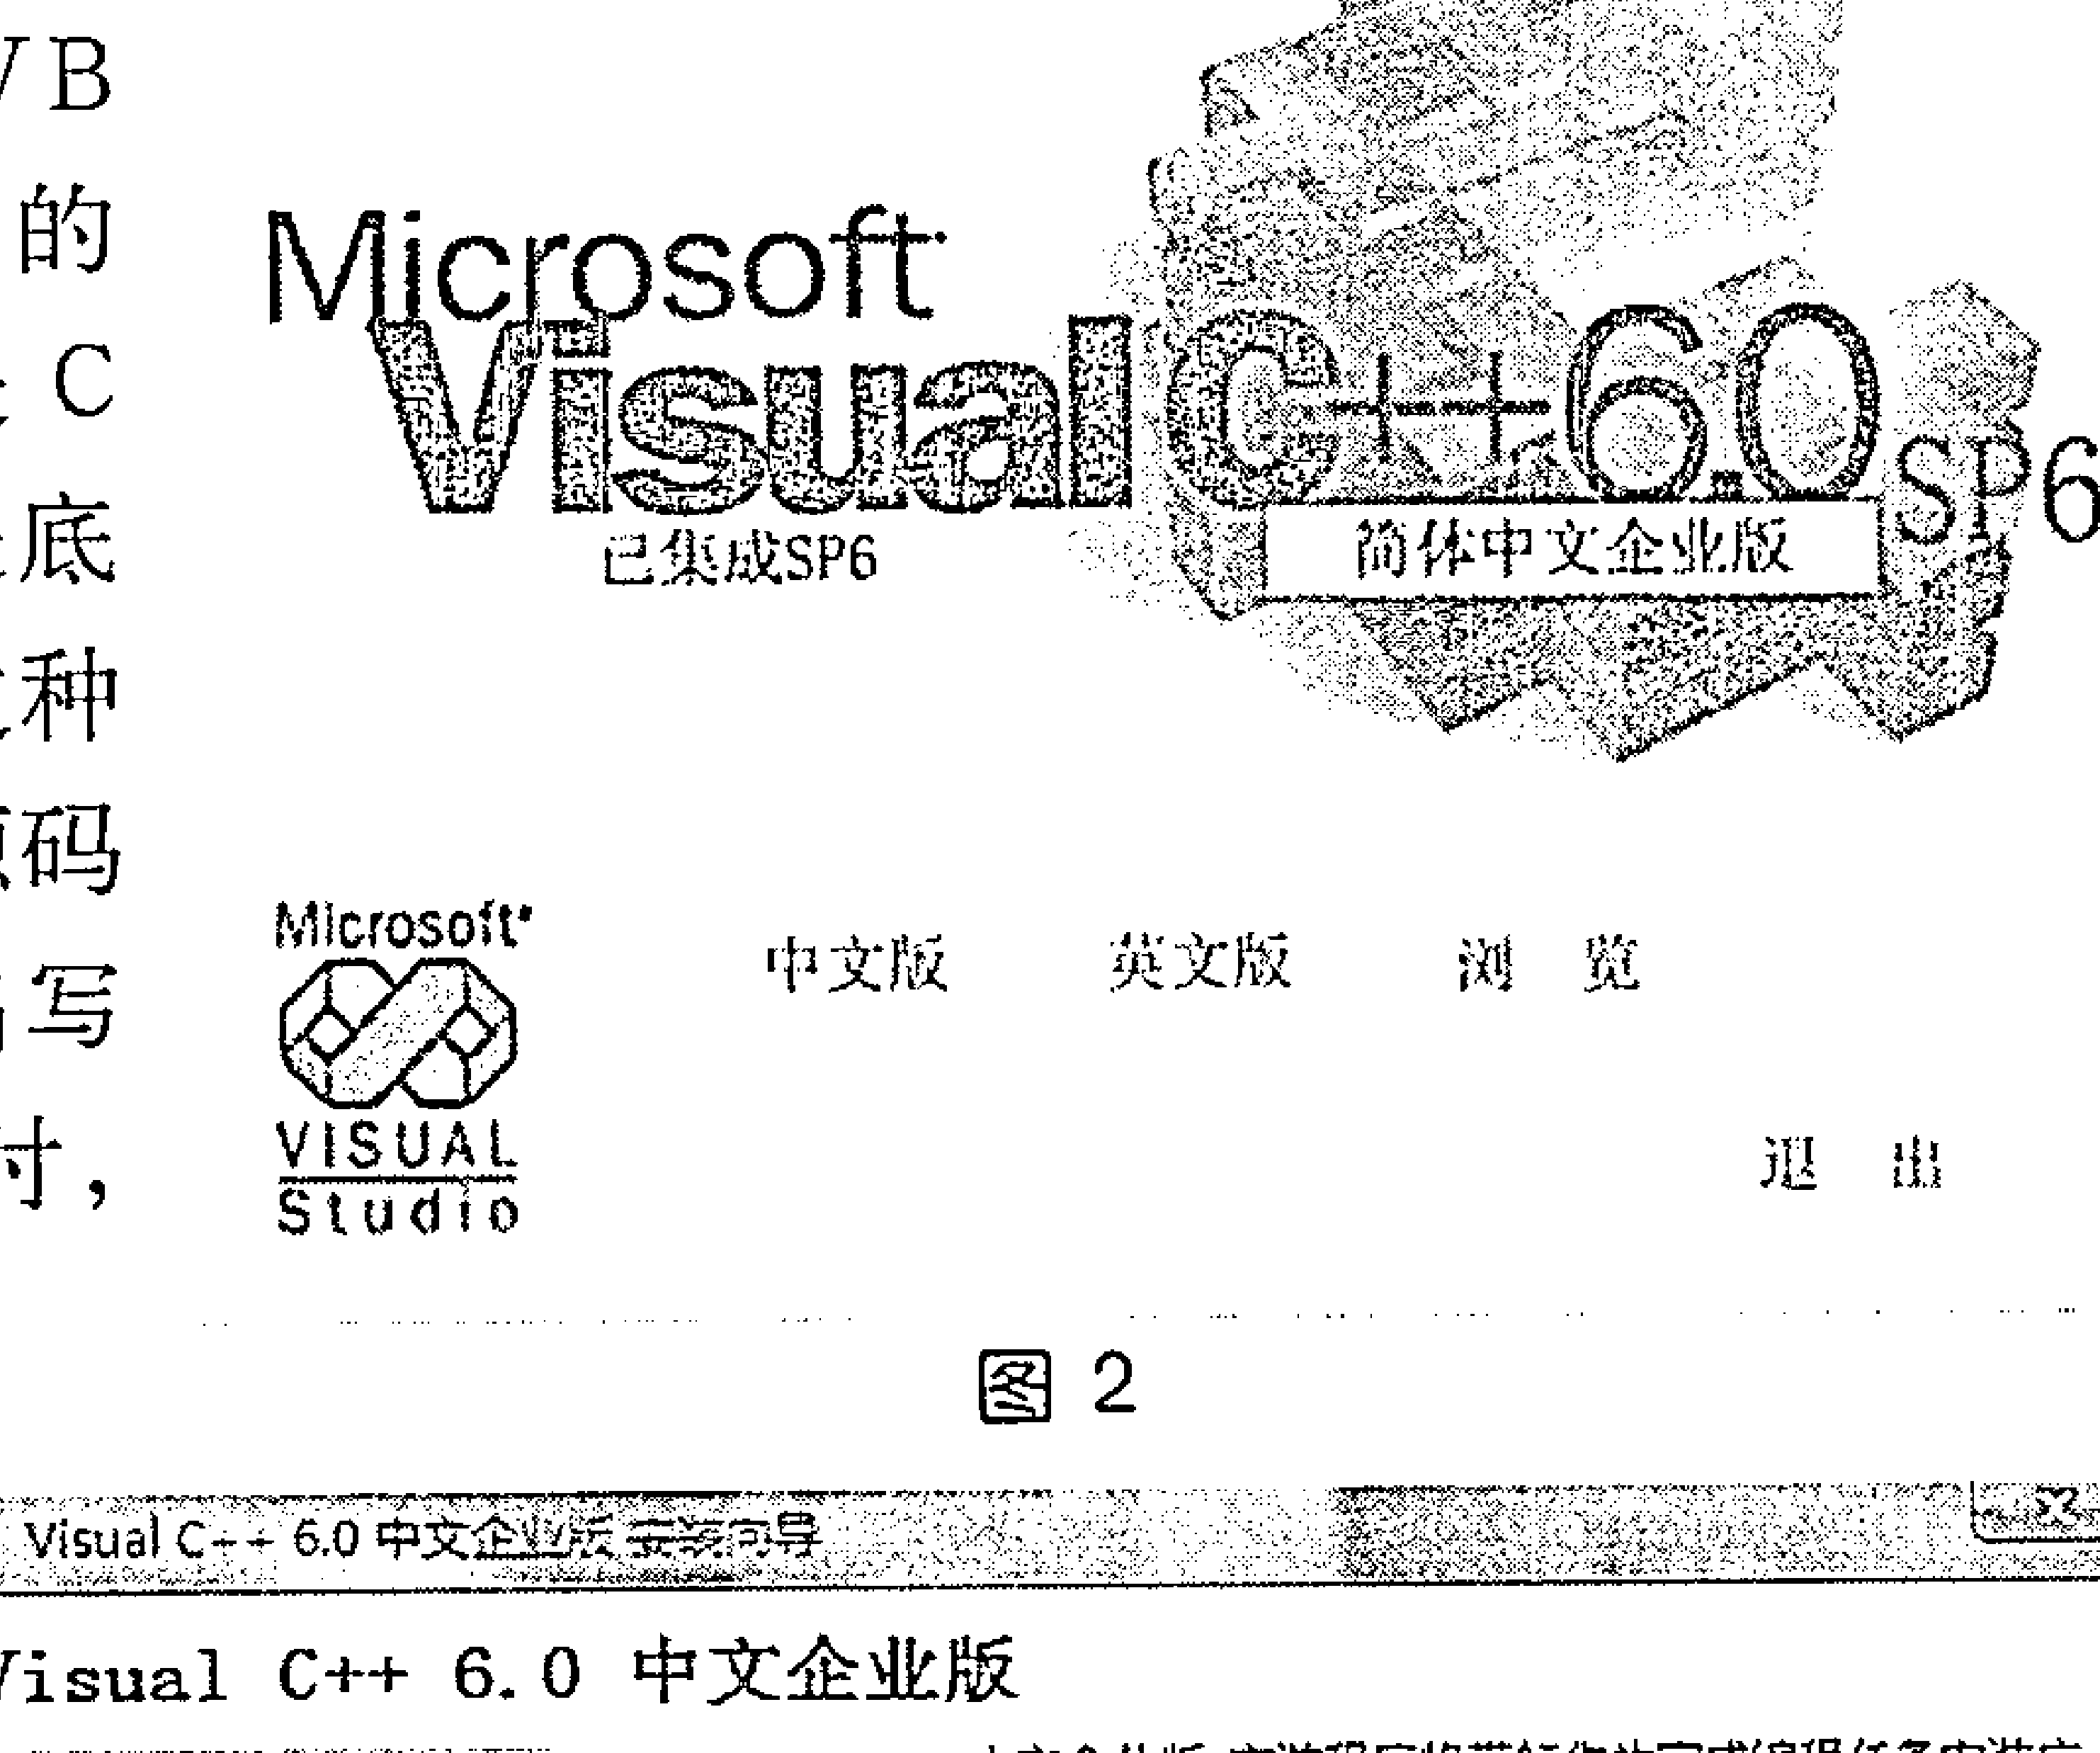 VB
的
C
底
种
码
写
时,
Microsoft
Visual C++6.0 SP6
已集成SP6
简体中文企业版
Microsoft
VISUAL
Studio
中文版 英文版 浏 览
退 出
图 2
Visual C++ 6.0 中文企业版 安装向导
Visual C++ 6.0 中文企业版